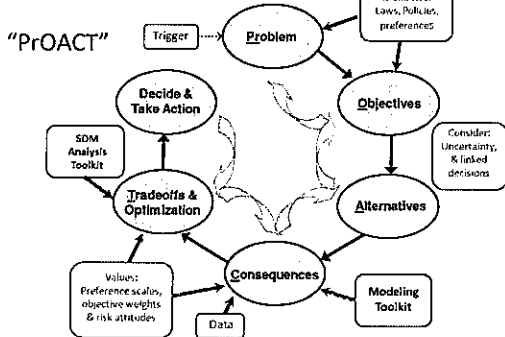 "PrOACT"
Trigger
Problem
Laws, Policies,
preferences
Decide &
Take Action
Objectives
SDM
Analysis
Toolkit
Consider:
Uncertainty,
& linked
decisions
Tradeoffs &
Optimization
Alternatives
Values:
Preference scales,
objective weights
& risk attitudes
Consequences
Modeling
Toolkit
Data